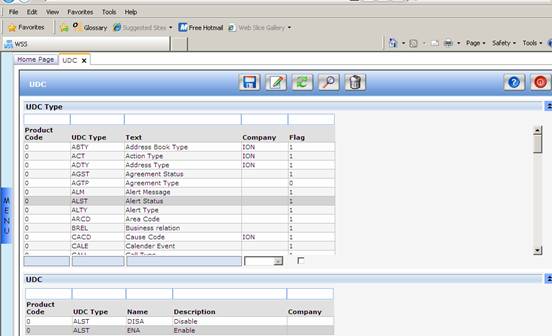 File Edit View Favorites Tools Help
Favorites Glossary Suggested Sites Free Hotmail Web Slice Gallery
WSS
Page Safety Tools
Home Page UDC x
UDC
UDC Type
Product Code UDC Type Text Company Flag
0 ABTY Address Book Type ION 1
0 ACT Action Type ION 1
0 ADTY Address Type ION 1
0 AGST Agreement Status 1
0 AGTP Agreement Type 0
0 ALM Alert Message 1
0 ALST Alert Status 1
0 ALTY Alert Type 1
0 ARCD Area Code 1
0 BREL Business relation 1
0 CACD Cause Code ION 1
0 CALE Calender Event 1
MENU
UDC
Product Code UDC Type Name Description Company
0 ALST DISA Disable
0 ALST ENA Enable